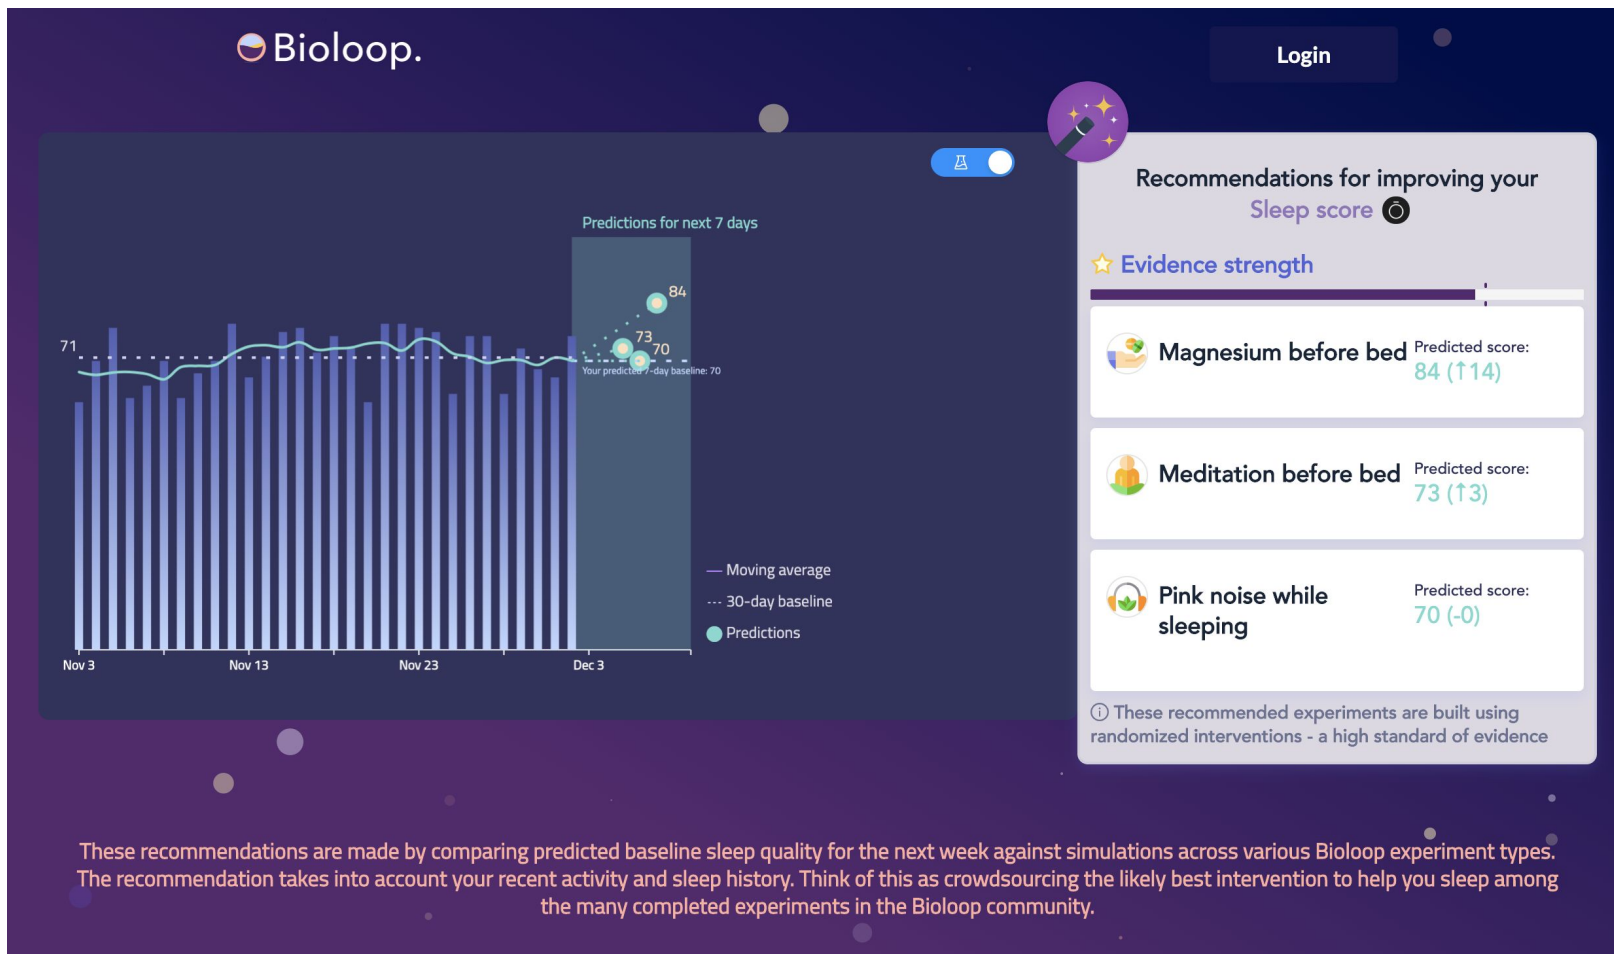 Bioloop.
Login
Predictions for next 7 days
84
73
70
71
Your predicted 7-day baseline: 70
Moving average
30-day baseline
Predictions
Nov 3
Nov 13
Nov 23
Dec 3
Recommendations for improving your
Sleep score
Evidence strength
Magnesium before bed
Predicted score:
84 (↑14)
Meditation before bed
Predicted score:
73 (↑3)
Pink noise while
sleeping
Predicted score:
70 (-0)
These recommended experiments are built using
randomized interventions - a high standard of evidence
These recommendations are made by comparing predicted baseline sleep quality for the next week against simulations across various Bioloop experiment types.
The recommendation takes into account your recent activity and sleep history. Think of this as crowdsourcing the likely best intervention to help you sleep among
the many completed experiments in the Bioloop community.